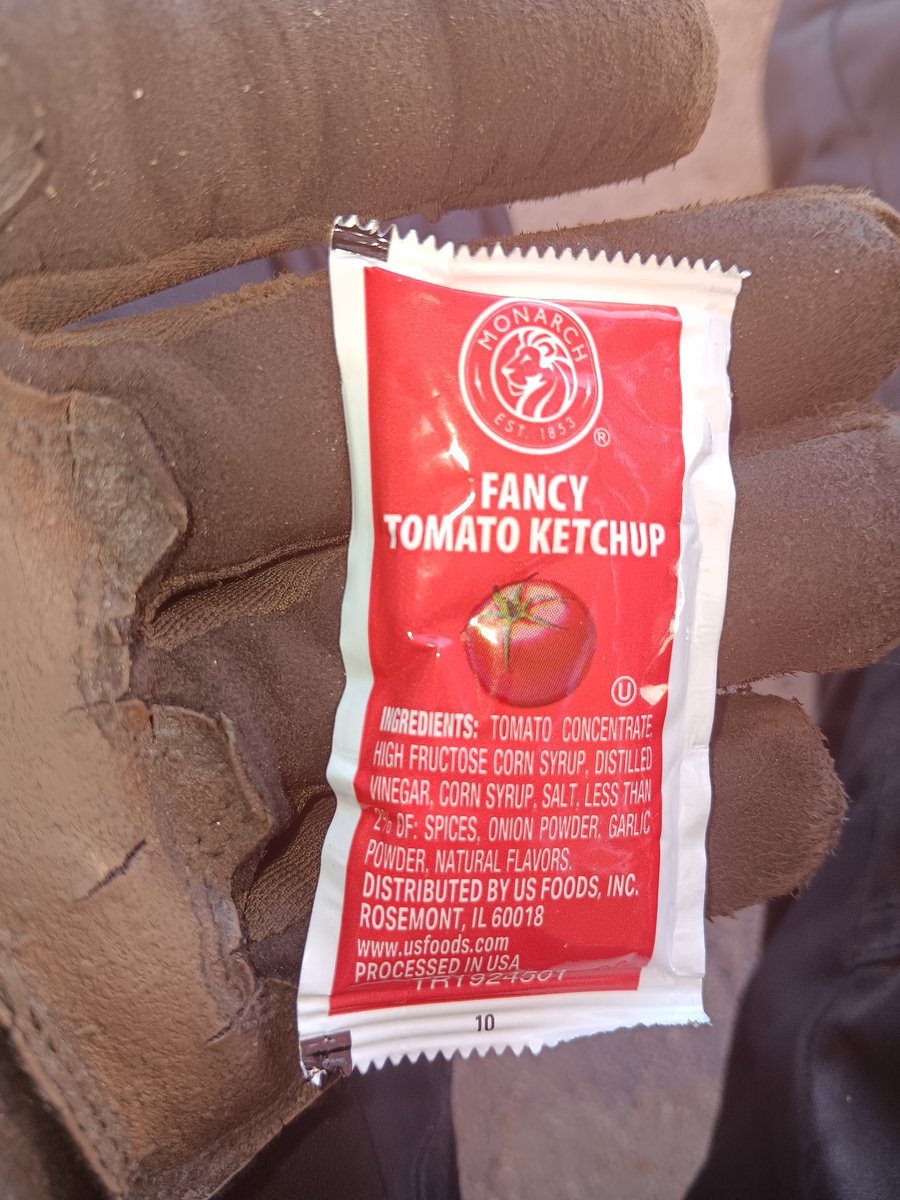 MONARCH
EST. 1853
®
FANCY
TOMATO KETCHUP
U
INGREDIENTS: TOMATO CONCENTRATE
HIGH FRUCTOSE CORN SYRUP, DISTILLED
VINEGAR, CORN SYRUP, SALT, LESS THAN
2% OF: SPICES, ONION POWDER, GARLIC
POWDER, NATURAL FLAVORS.
DISTRIBUTED BY US FOODS, INC.
ROSEMONT, IL 60018
www.usfoods.com
PROCESSED IN USA
10